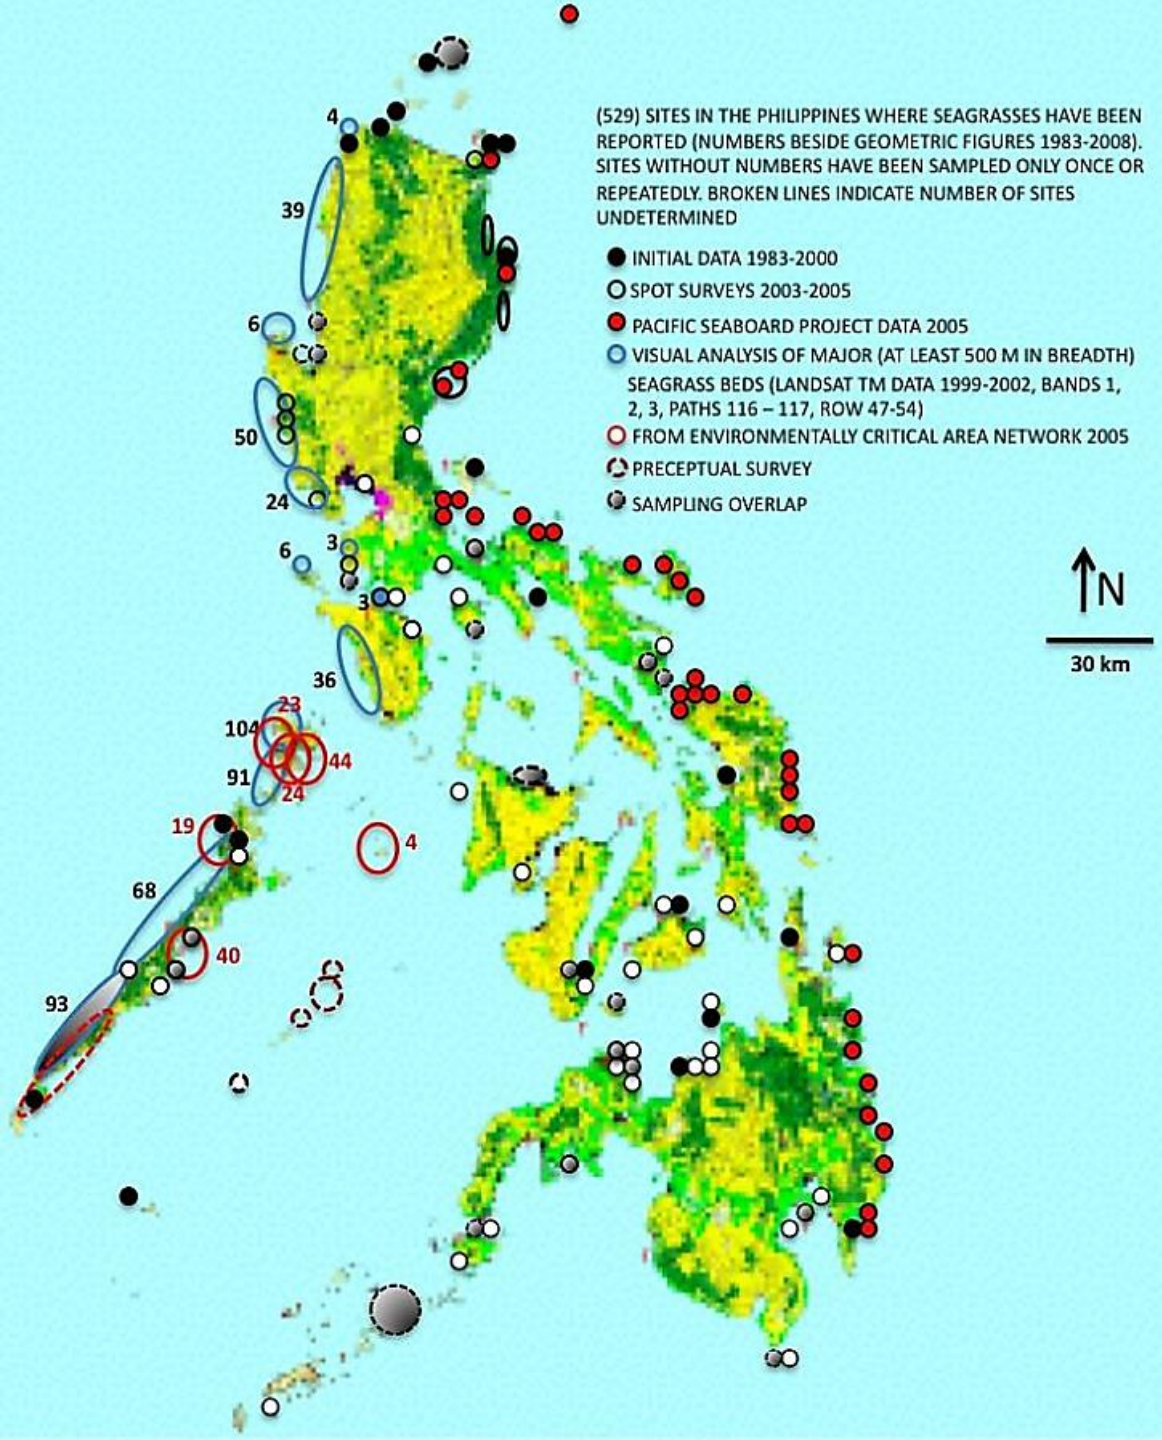 4
(529) SITES IN THE PHILIPPINES WHERE SEAGRASSES HAVE BEEN
REPORTED (NUMBERS BESIDE GEOMETRIC FIGURES 1983-2008).
SITES WITHOUT NUMBERS HAVE BEEN SAMPLED ONLY ONCE OR
REPEATEDLY. BROKEN LINES INDICATE NUMBER OF SITES
UNDETERMINED
39
INITIAL DATA 1983-2000
SPOT SURVEYS 2003-2005
6
PACIFIC SEABOARD PROJECT DATA 2005
VISUAL ANALYSIS OF MAJOR (AT LEAST 500 M IN BREADTH)
SEAGRASS BEDS (LANDSAT TM DATA 1999-2002, BANDS 1,
2, 3, PATHS 116 – 117, ROW 47-54)
50
FROM ENVIRONMENTALLY CRITICAL AREA NETWORK 2005
PRECEPTUAL SURVEY
24
SAMPLING OVERLAP
3
6
N
3
30 km
36
23
104
44
91
24
19
4
68
40
93